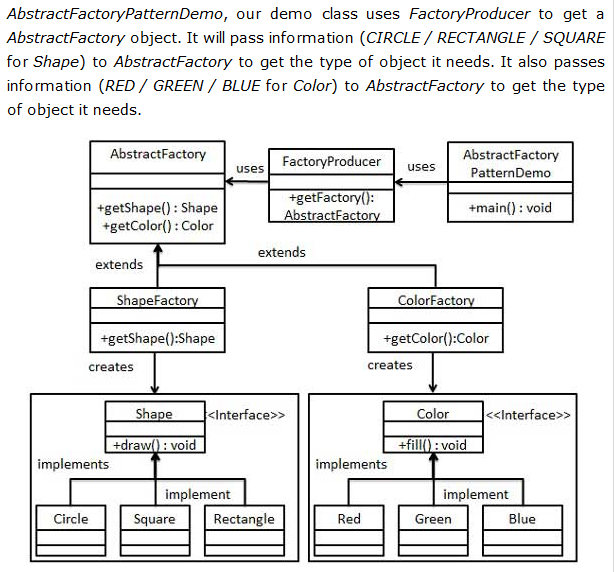 AbstractFactoryPatternDemo, our demo class uses FactoryProducer to get a
AbstractFactory object. It will pass information (CIRCLE / RECTANGLE / SQUARE
for Shape) to AbstractFactory to get the type of object it needs. It also passes
information (RED / GREEN / BLUE for Color) to AbstractFactory to get the type
of object it needs.
AbstractFactory
+getShape() : Shape
+getColor() : Color
uses
FactoryProducer
+getFactory():
AbstractFactory
uses
AbstractFactory
PatternDemo
+main() : void
extends
extends
ShapeFactory
+getShape():Shape
ColorFactory
+getColor():Color
creates
creates
Shape
<<Interface>>
+draw() : void
implements
implement
Circle
Square
Rectangle
Color
<<Interface>>
+fill() : void
implements
implement
Red
Green
Blue